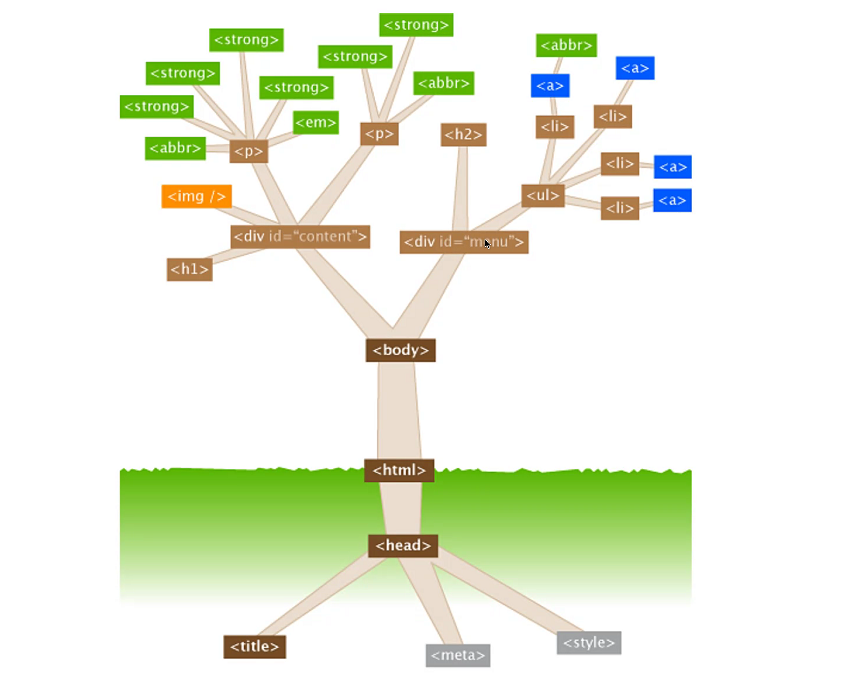 <strong>
<strong>
<abbr>
<strong>
<strong>
<a>
<strong>
<strong>
<abbr>
<a>
<strong>
<em>
<li>
<li>
<p>
<h2>
<abbr>
<p>
<li>
<a>
<img />
<ul>
<a>
<li>
<div id="content">
<div id="menu">
<h1>
<body>
<html>
<head>
<title>
<meta>
<style>